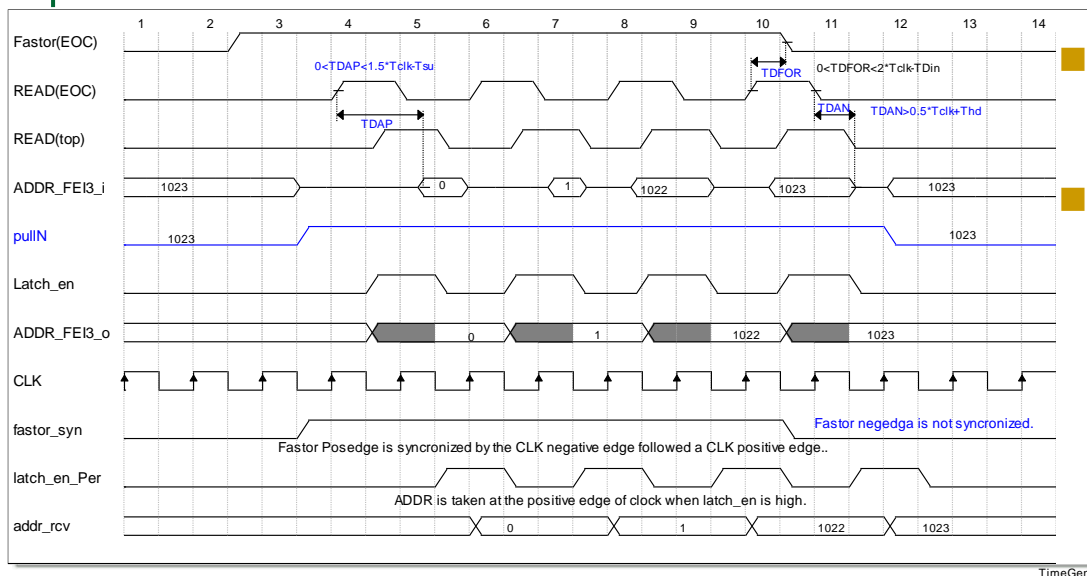 1 2 3 4 5 6 7 8 9 10 11 12 13 14
Fastor(EOC)
0<TDAP<1.5*Tclk-Tsu
TDFOR
0<TDFOR<2*Tclk-TDin
READ(EOC)
TDAP
TDAN
TDAN>0.5*Tclk+Thd
READ(top)
ADDR_FEI3_i 1023 0 1 1022 1023 1023
pullN 1023 1023
Latch_en
ADDR_FEI3_o 0 1 1022 1023
CLK
fastor_syn
Fastor negedga is not syncronized.
Fastor Posedge is syncronized by the CLK negative edge followed a CLK positive edge..
latch_en_Per
ADDR is taken at the positive edge of clock when latch_en is high.
addr_rcv 0 1 1022 1023